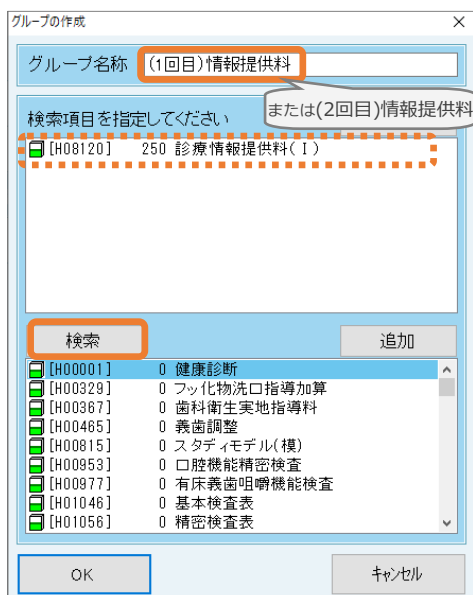 グループの作成
グループ名称 (1回目)情報提供料
または(2回目)情報提供料
検索項目を指定してください
[H08120] 250 診療情報提供料(Ⅰ)
検索 追加
[H00001] 0 健康診断
[H00329] 0 フッ化物洗口指導加算
[H00367] 0 歯科衛生実地指導料
[H00465] 0 義歯調整
[H00815] 0 スタディモデル(模)
[H00953] 0 口腔機能精密検査
[H00977] 0 有床義歯咀嚼機能検査
[H01046] 0 基本検査表
[H01056] 0 精密検査表
OK キャンセル